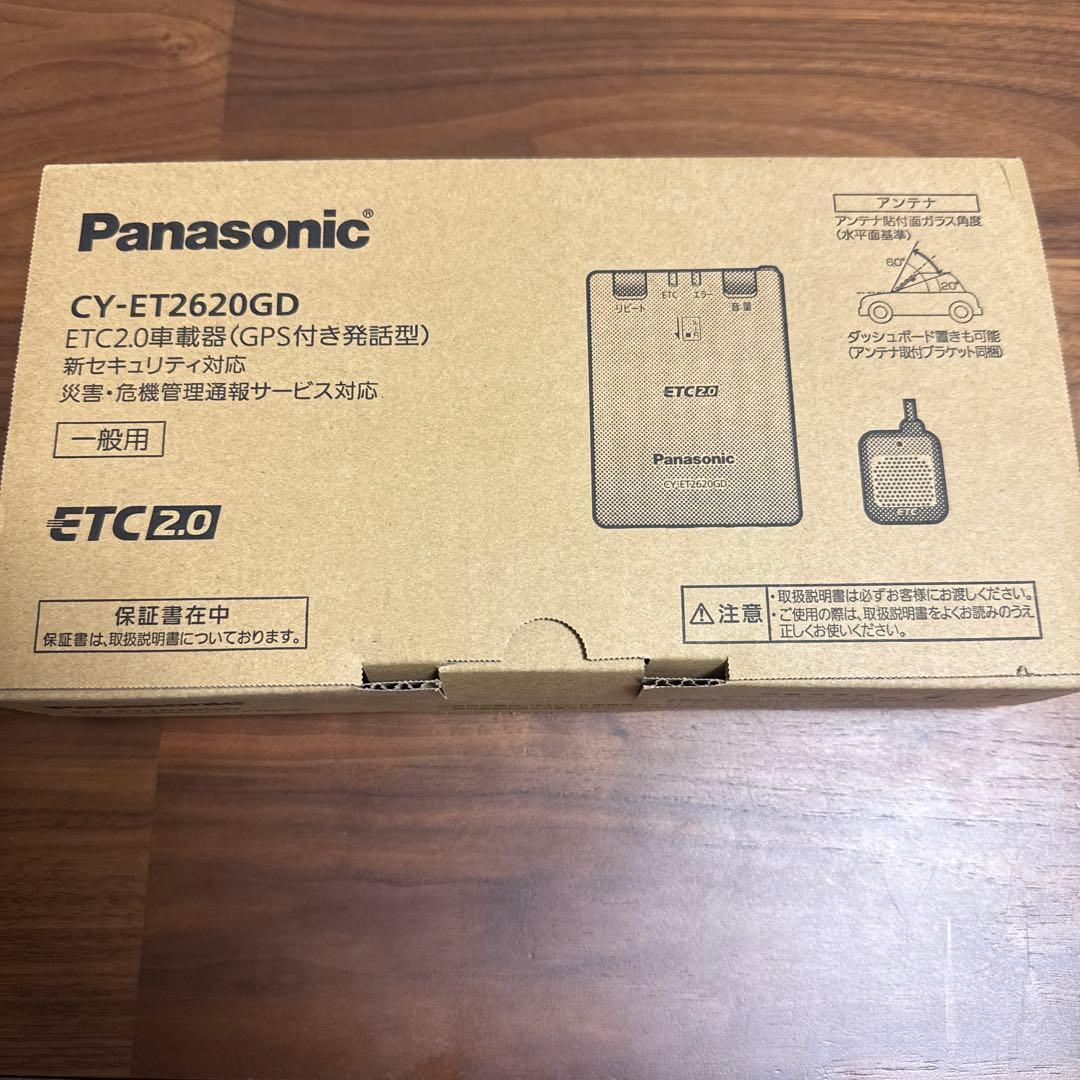 Panasonic®
CY-ET2620GD
ETC2.0車載器(GPS付き発話型)
新セキュリティ対応
災害・危機管理通報サービス対応
一般用
ETC2.0
保証書在中
保証書は、取扱説明書についております。
リピート
ETC
エラー
音量
ETC2.0
Panasonic
CY-ET2620GD
アンテナ
アンテナ貼付面ガラス角度
(水平面基準)
60°
20°
ダッシュボード置きも可能
(アンテナ取付ブラケット同梱)
ETC
注意
・取扱説明書は必ずお客様にお渡しください。
・ご使用の際は、取扱説明書をよくお読みのうえ
正しくお使いください。
Panasonic